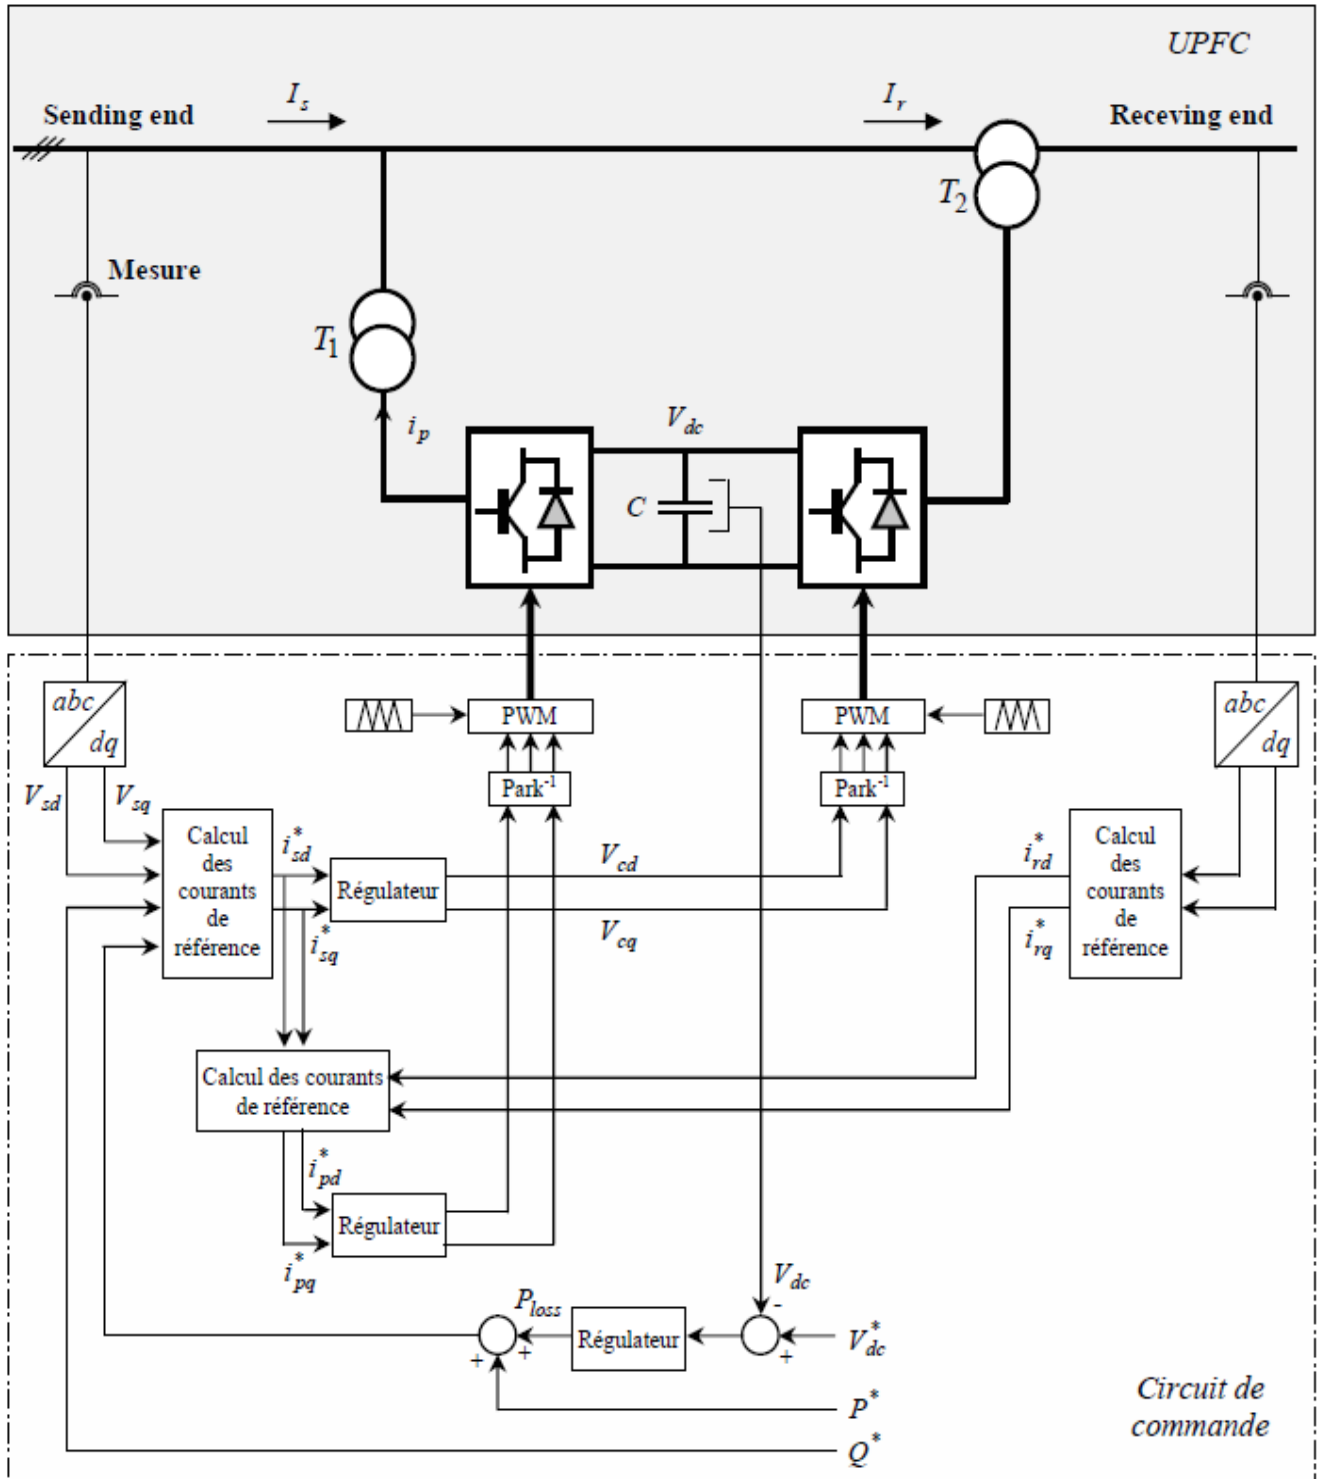 UPFC
I_s
I_r
Sending end
Receving end
T_2
Mesure
T_1
V_dc
i_p
C
abc
dq
PWM
PWM
abc
dq
V_sd
V_sq
Park^-1
Park^-1
Calcul
des
courants
de
référence
i*_sd
Régulateur
i*_sq
V_cd
V_cq
i*_rd
i*_rq
Calcul
des
courants
de
référence
Calcul des courants
de référence
i*_pd
Régulateur
i*_pq
V_dc
-
P_loss
Régulateur
+
+
+
V*_dc
P*
Q*
Circuit de
commande